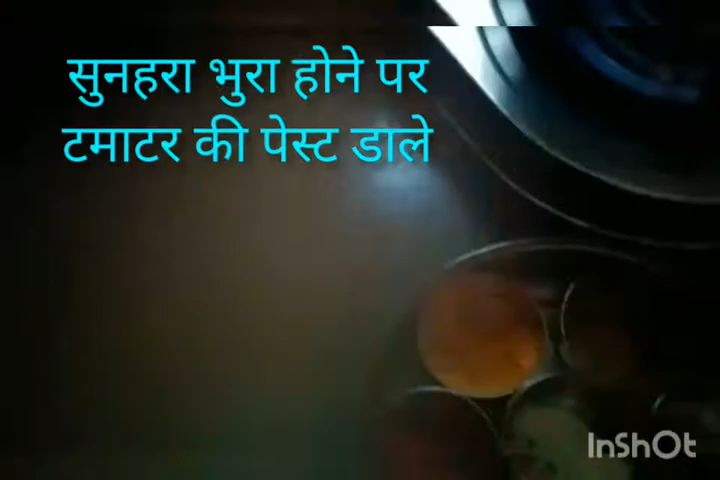 सुनहरा भुरा होने पर
टमाटर की पेस्ट डाले
InShOt